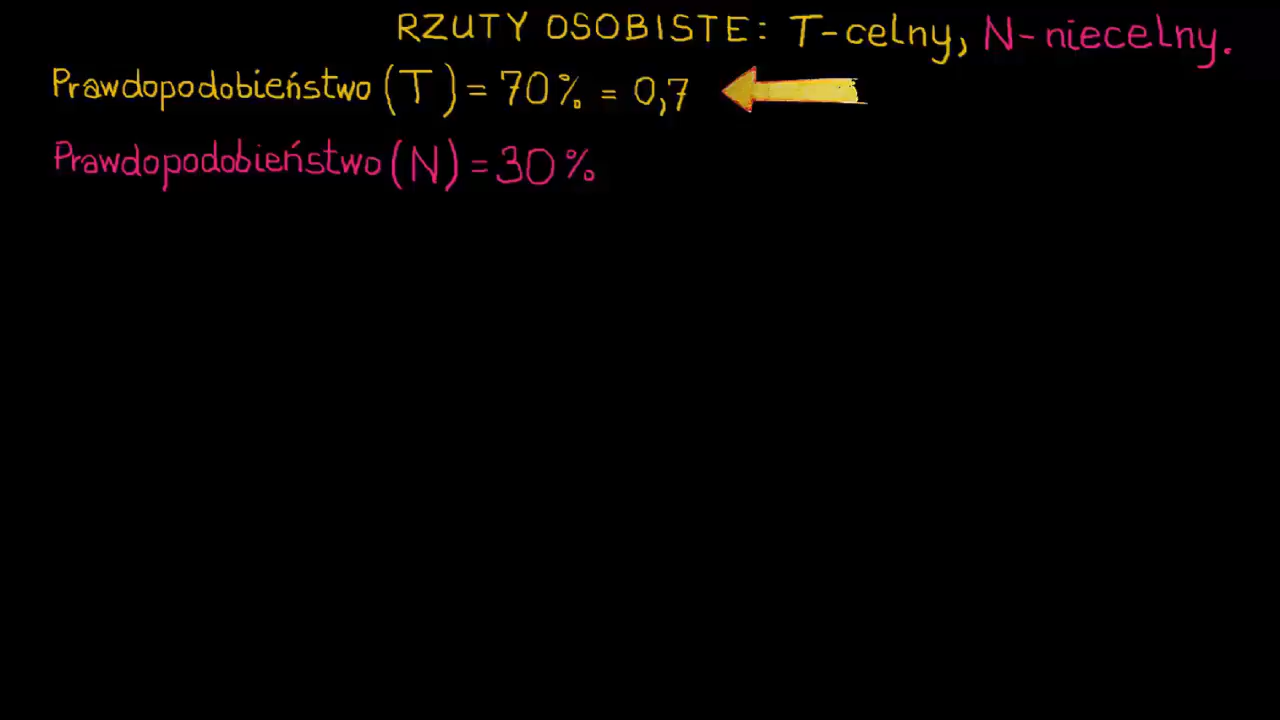 RZUTY OSOBISTE: T-celny, N-niecelny.
Prawdopodobieństwo (T) = 70% = 0,7
Prawdopodobieństwo (N) = 30%